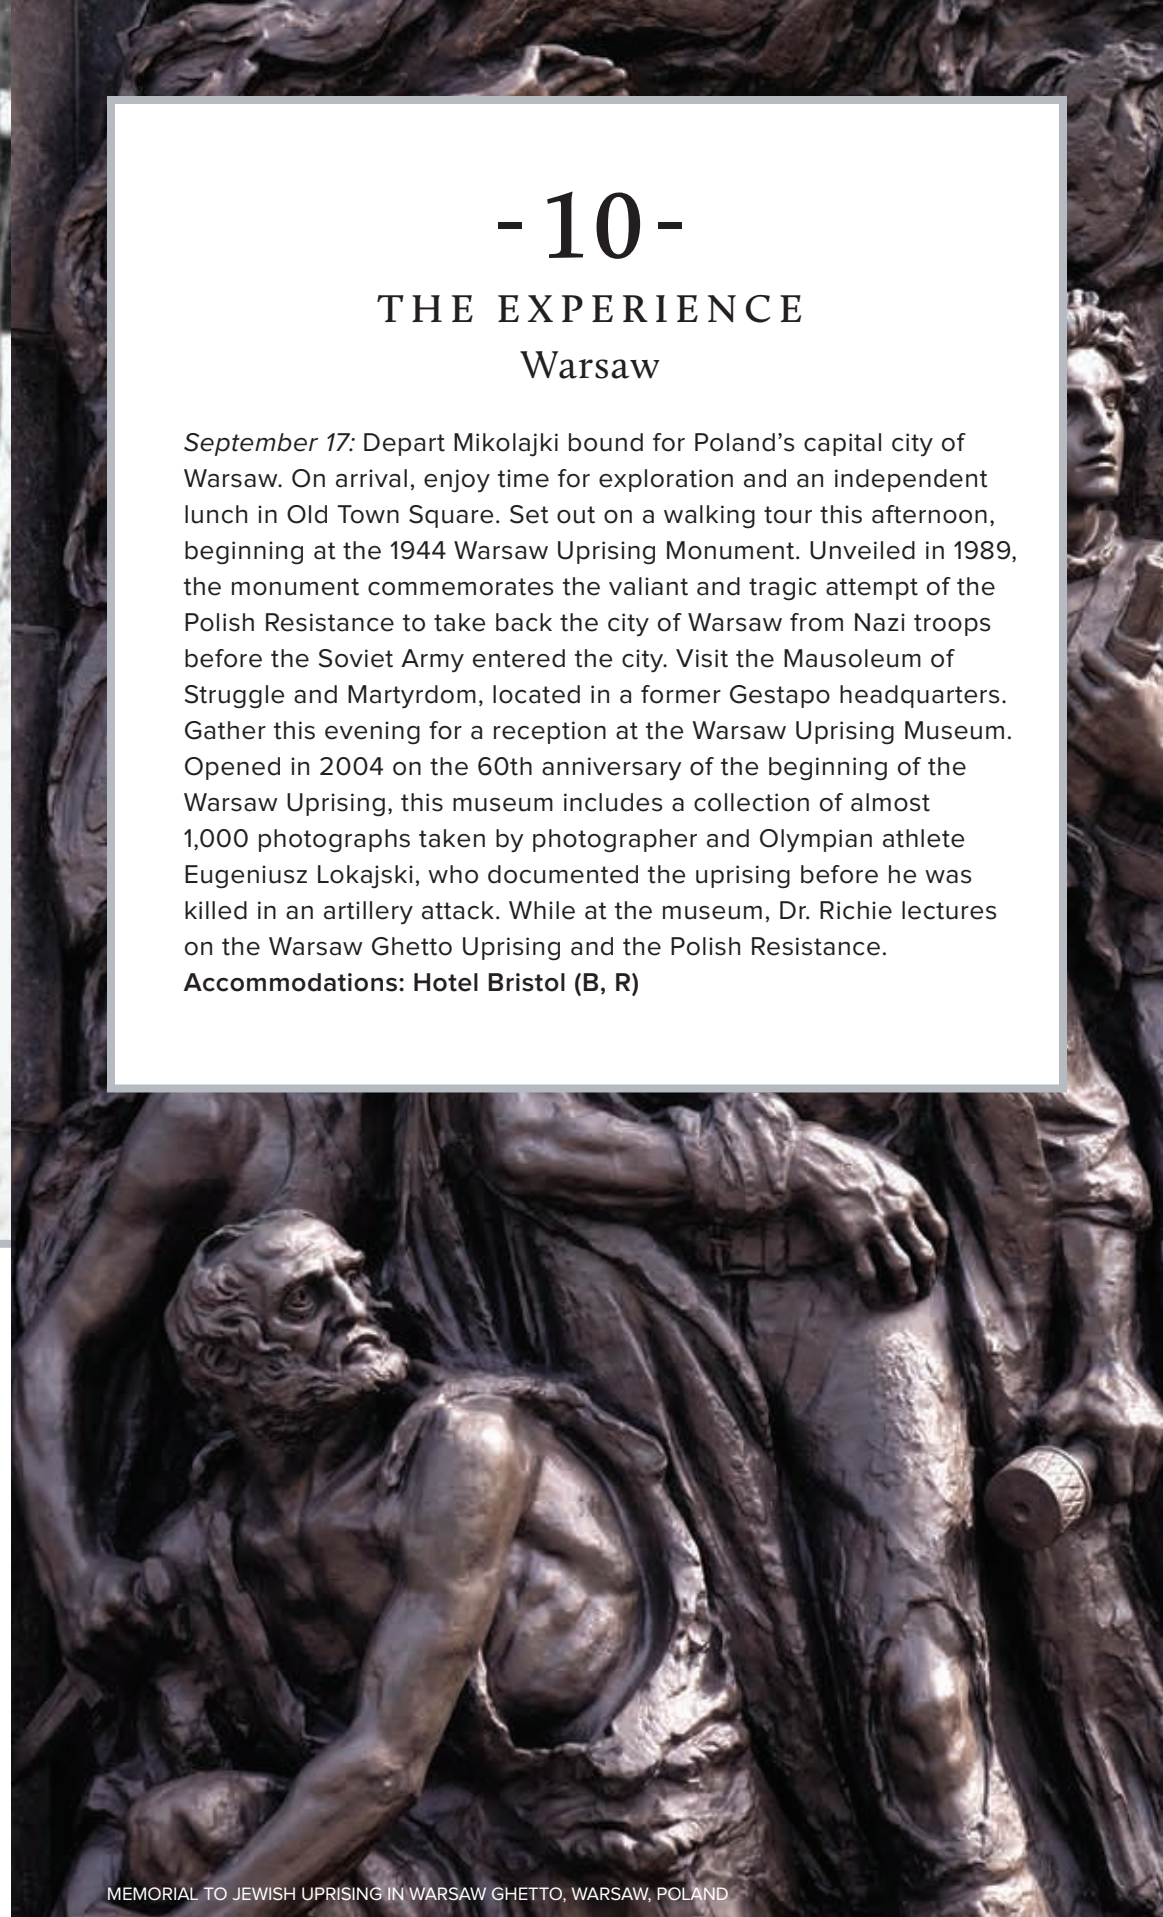 -10-
THE EXPERIENCE
Warsaw
September 17: Depart Mikolajki bound for Poland’s capital city of
Warsaw. On arrival, enjoy time for exploration and an independent
lunch in Old Town Square. Set out on a walking tour this afternoon,
beginning at the 1944 Warsaw Uprising Monument. Unveiled in 1989,
the monument commemorates the valiant and tragic attempt of the
Polish Resistance to take back the city of Warsaw from Nazi troops
before the Soviet Army entered the city. Visit the Mausoleum of
Struggle and Martyrdom, located in a former Gestapo headquarters.
Gather this evening for a reception at the Warsaw Uprising Museum.
Opened in 2004 on the 60th anniversary of the beginning of the
Warsaw Uprising, this museum includes a collection of almost
1,000 photographs taken by photographer and Olympian athlete
Eugeniusz Lokajski, who documented the uprising before he was
killed in an artillery attack. While at the museum, Dr. Richie lectures
on the Warsaw Ghetto Uprising and the Polish Resistance.
Accommodations: Hotel Bristol (B, R)
MEMORIAL TO JEWISH UPRISING IN WARSAW GHETTO, WARSAW, POLAND